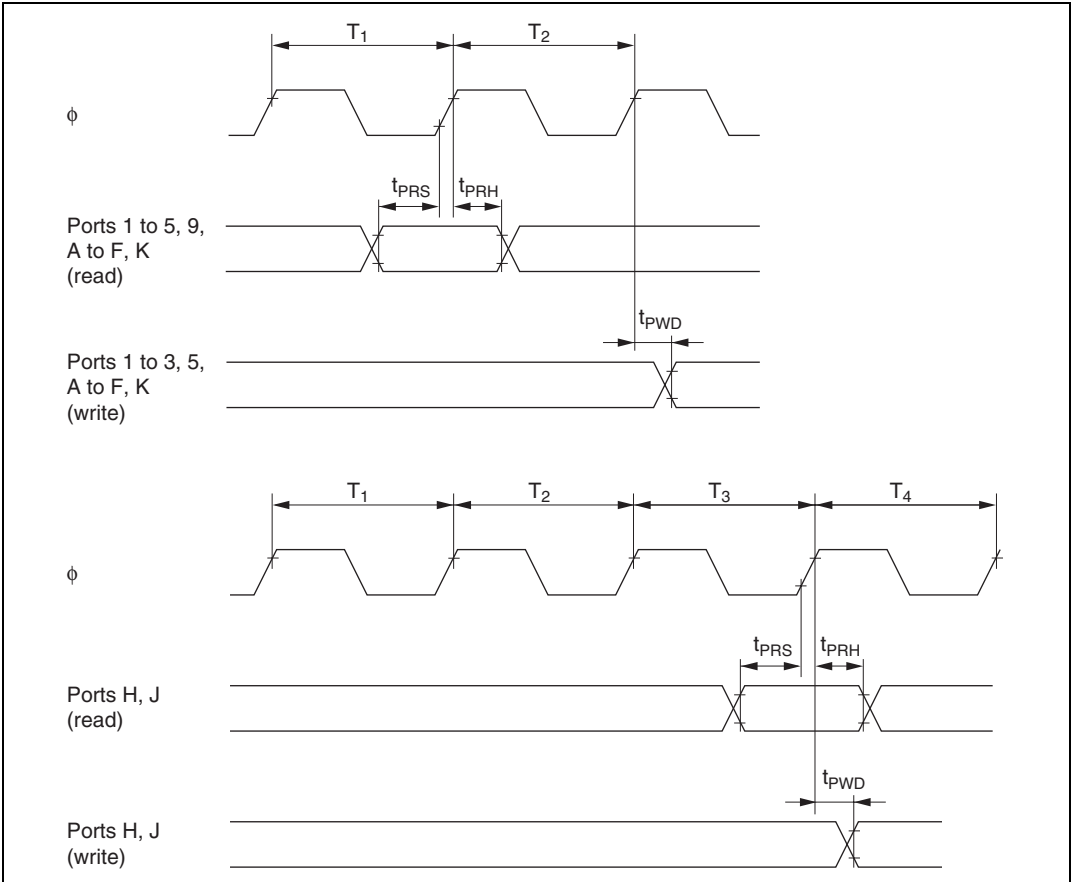 T1 T2
ϕ
tPRS tPRH
Ports 1 to 5, 9,
A to F, K
(read)
tPWD
Ports 1 to 3, 5,
A to F, K
(write)
T1 T2 T3 T4
ϕ
tPRS tPRH
Ports H, J
(read)
tPWD
Ports H, J
(write)